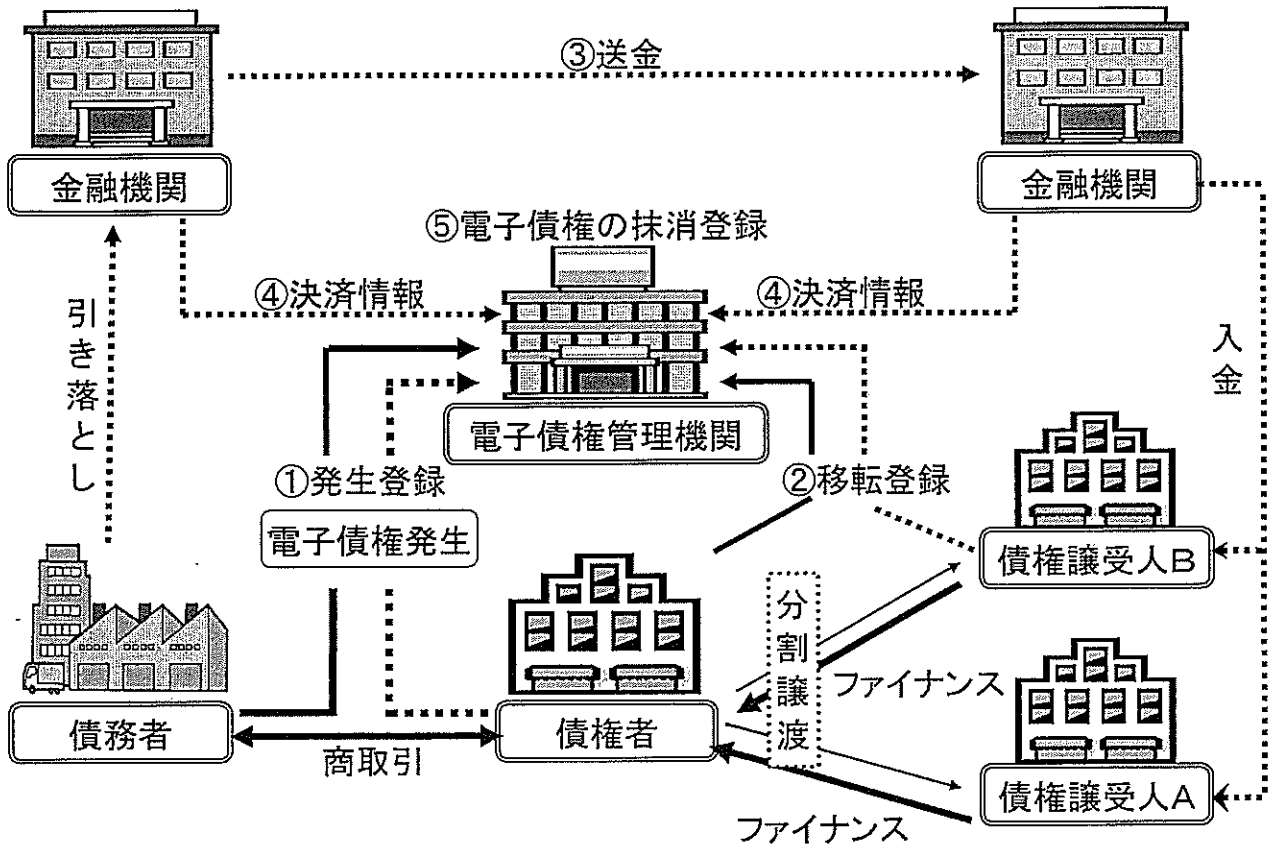 ③送金
金融機関
金融機関
⑤電子債権の抹消登録
④決済情報
④決済情報
引き落とし
入金
電子債権管理機関
①発生登録
②移転登録
電子債権発生
債権譲受人B
分割譲渡
ファイナンス
債務者
債権者
商取引
債権譲受人A
ファイナンス